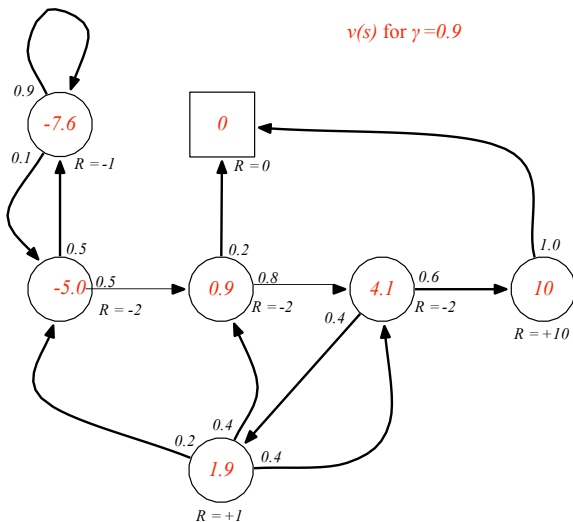 v(s) for γ =0.9
0.9
-7.6
0
0.1
R = -1
R = 0
0.5
0.2
1.0
-5.0
0.5
0.9
0.8
4.1
0.6
10
R = -2
R = -2
R = -2
0.4
R = +10
0.2
0.4
0.4
1.9
R = +1